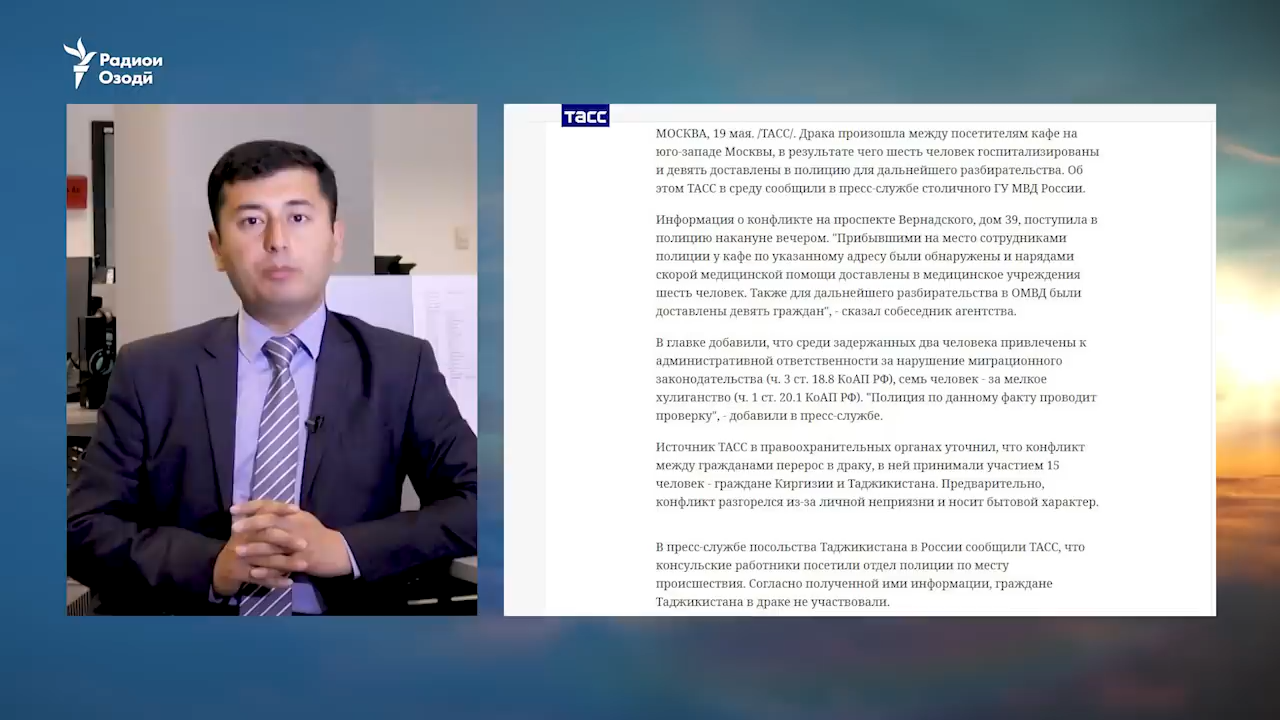 Радиои
Озодӣ
ТАСС
МОСКВА, 19 мая. /ТАСС/. Драка произошла между посетителям кафе на
юго-западе Москвы, в результате чего шесть человек госпитализированы
и девять доставлены в полицию для дальнейшего разбирательства. Об
этом ТАСС в среду сообщили в пресс-службе столичного ГУ МВД России.
Информация о конфликте на проспекте Вернадского, дом 39, поступила в
полицию накануне вечером. "Прибывшими на место сотрудниками
полиции у кафе по указанному адресу были обнаружены и нарядами
скорой медицинской помощи доставлены в медицинское учреждения
шесть человек. Также для дальнейшего разбирательства в ОМВД были
доставлены девять граждан", - сказал собеседник агентства.
В главке добавили, что среди задержанных два человека привлечены к
административной ответственности за нарушение миграционного
законодательства (ч. 3 ст. 18.8 КоАП РФ), семь человек - за мелкое
хулиганство (ч. 1 ст. 20.1 КоАП РФ). "Полиция по данному факту проводит
проверку", - добавили в пресс-службе.
Источник ТАСС в правоохранительных органах уточнил, что конфликт
между гражданами перерос в драку, в ней принимали участием 15
человек - граждане Киргизии и Таджикистана. Предварительно,
конфликт разгорелся из-за личной неприязни и носит бытовой характер.
В пресс-службе посольства Таджикистана в России сообщили ТАСС, что
консульские работники посетили отдел полиции по месту
происшествия. Согласно полученной ими информации, граждане
Таджикистана в драке не участвовали.